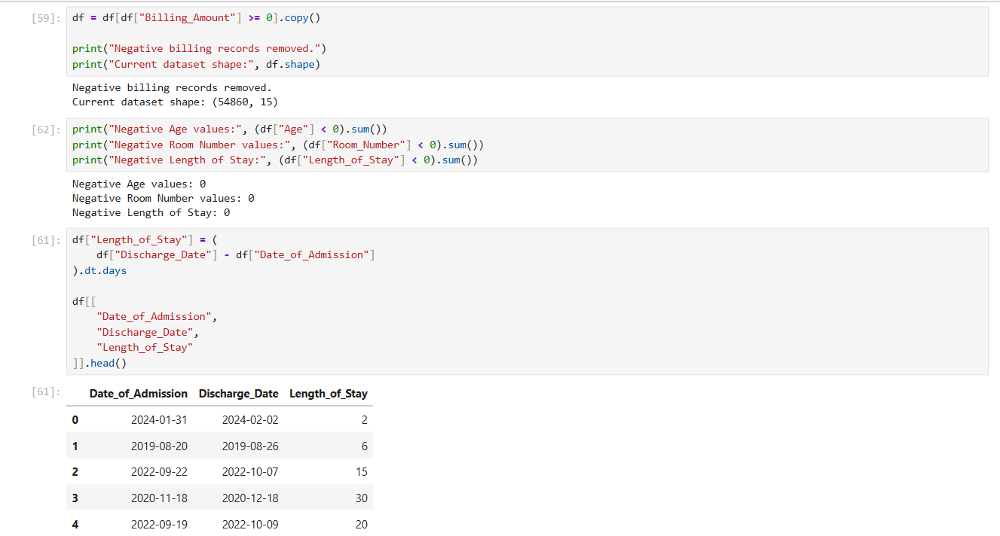 [59]: df = df[df["Billing_Amount"] >= 0].copy()
print("Negative billing records removed.")
print("Current dataset shape:", df.shape)
Negative billing records removed.
Current dataset shape: (54860, 15)
[62]: print("Negative Age values:", (df["Age"] < 0).sum())
print("Negative Room Number values:", (df["Room_Number"] < 0).sum())
print("Negative Length of Stay:", (df["Length_of_Stay"] < 0).sum())
Negative Age values: 0
Negative Room Number values: 0
Negative Length of Stay: 0
[61]: df["Length_of_Stay"] = (
    df["Discharge_Date"] - df["Date_of_Admission"]
).dt.days
df[[
    "Date_of_Admission",
    "Discharge_Date",
    "Length_of_Stay"
]].head()
[61]: Date_of_Admission Discharge_Date Length_of_Stay
0 2024-01-31 2024-02-02 2
1 2019-08-20 2019-08-26 6
2 2022-09-22 2022-10-07 15
3 2020-11-18 2020-12-18 30
4 2022-09-19 2022-10-09 20